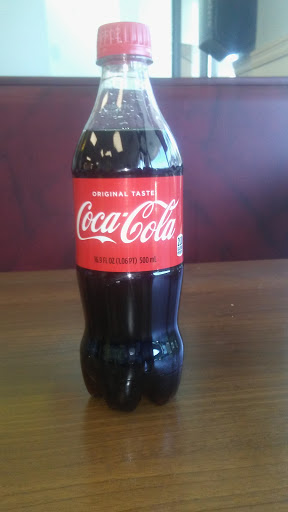 ORIGINAL TASTE
Coca-Cola
16.9 FL OZ (1.06 PT) 500 mL